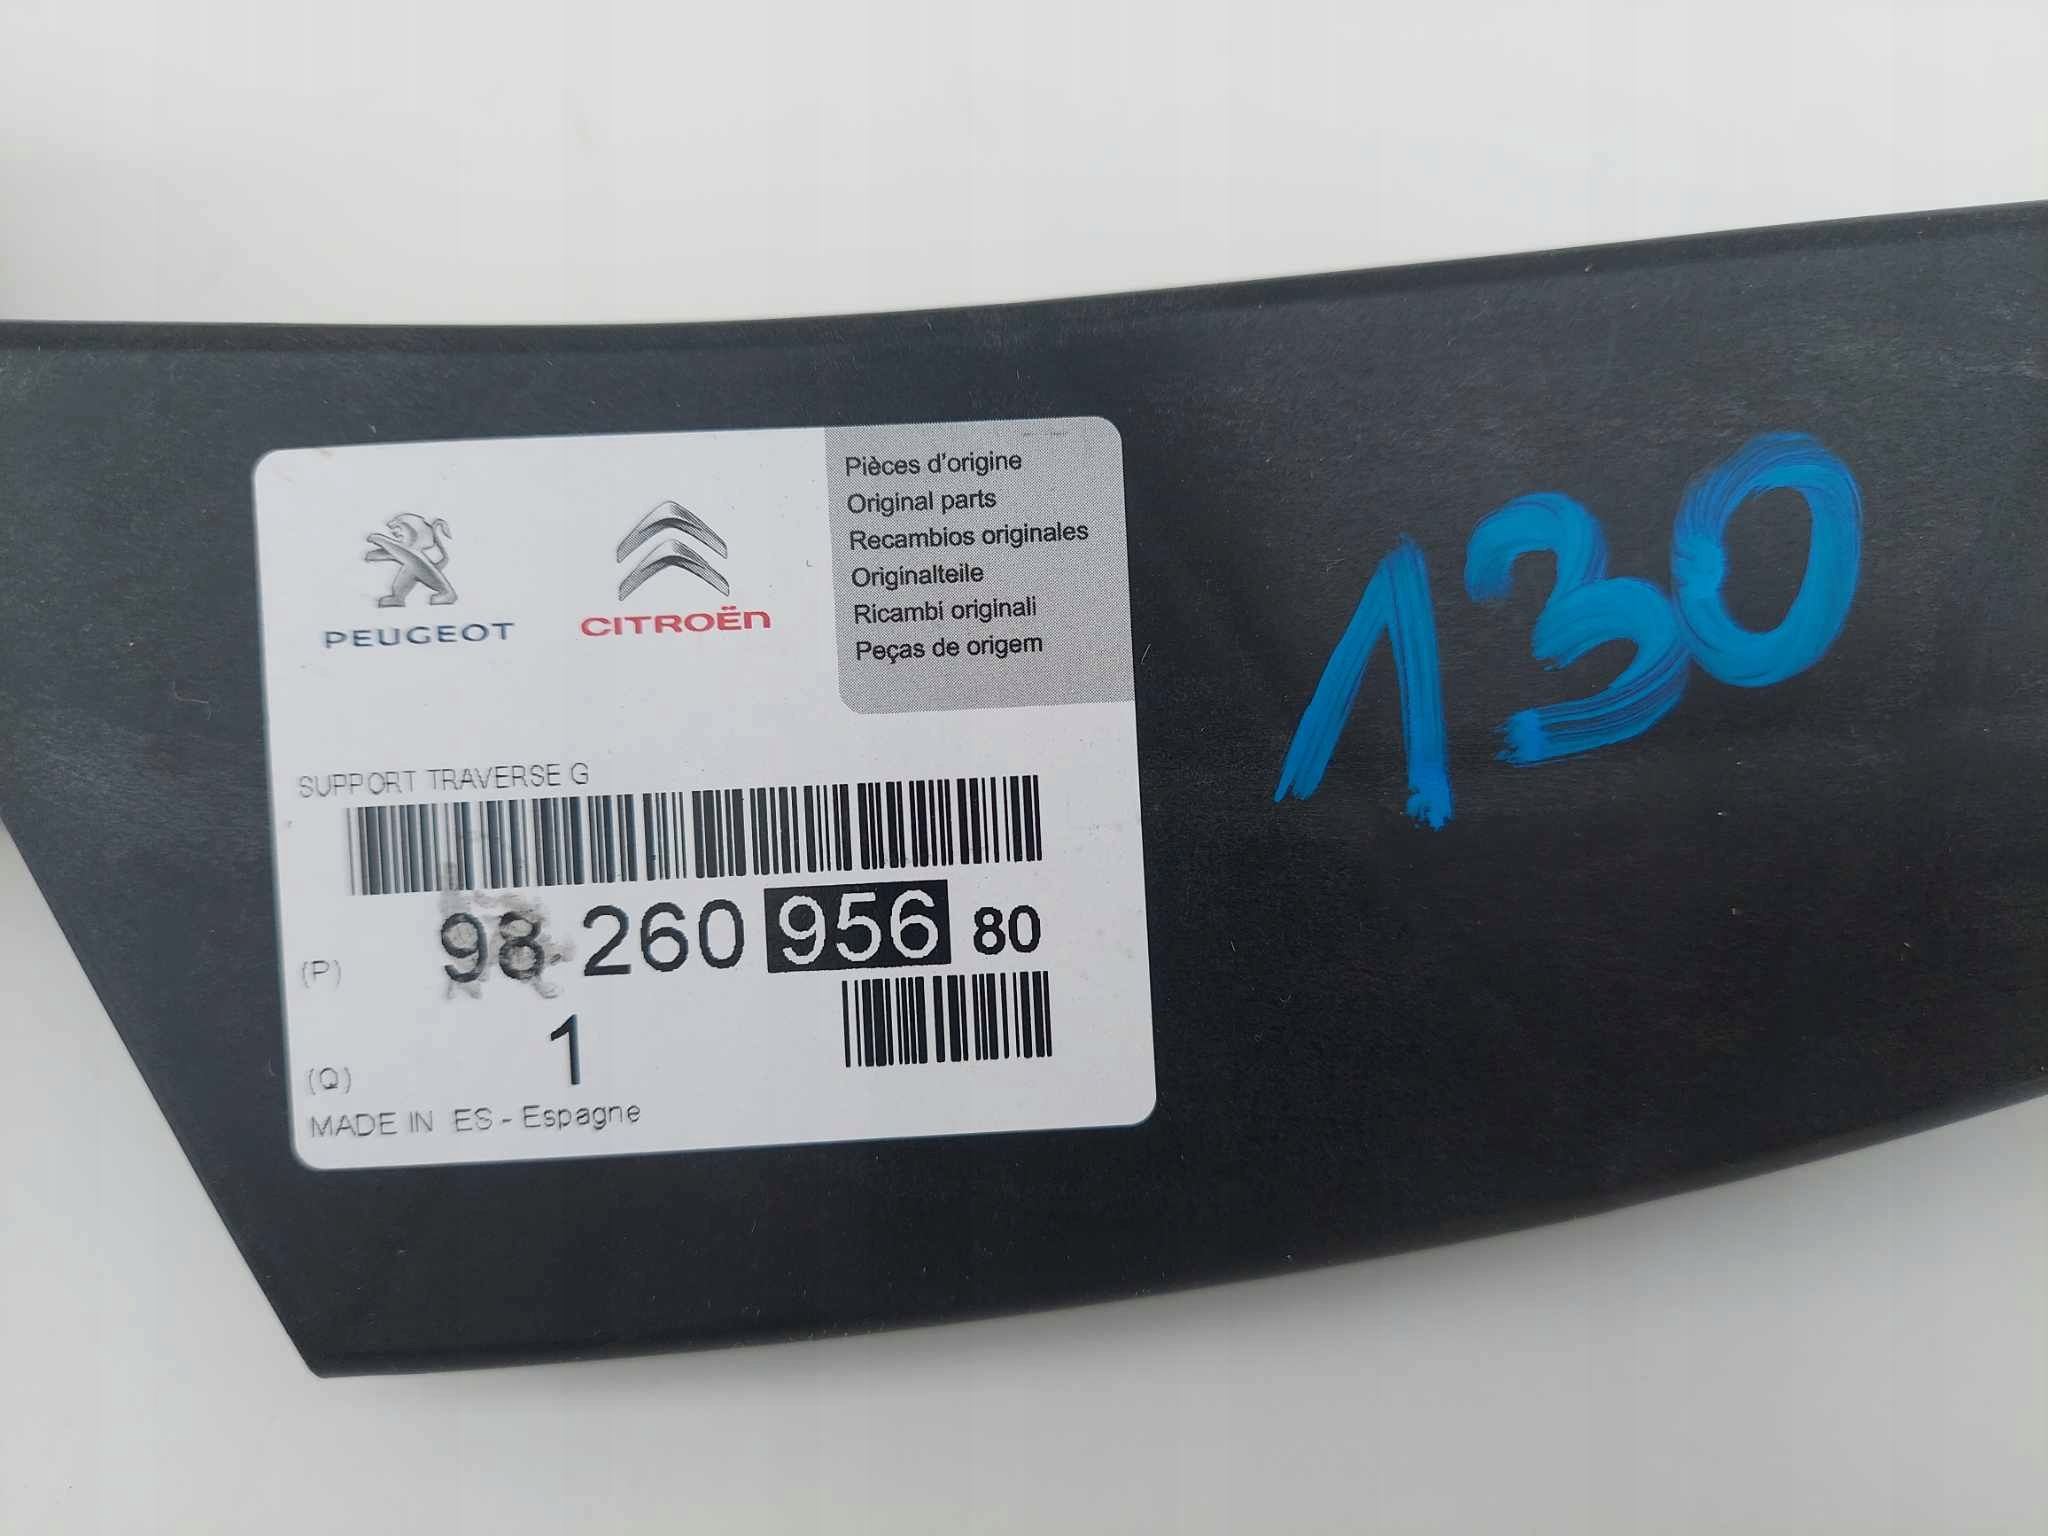 PEUGEOT
CITROËN
Pièces d'origine
Original parts
Recambios originales
Originalteile
Ricambi originali
Peças de origem
SUPPORT TRAVERSE G
(P) 98 260 956 80
(Q) 1
MADE IN ES - Espagne
130